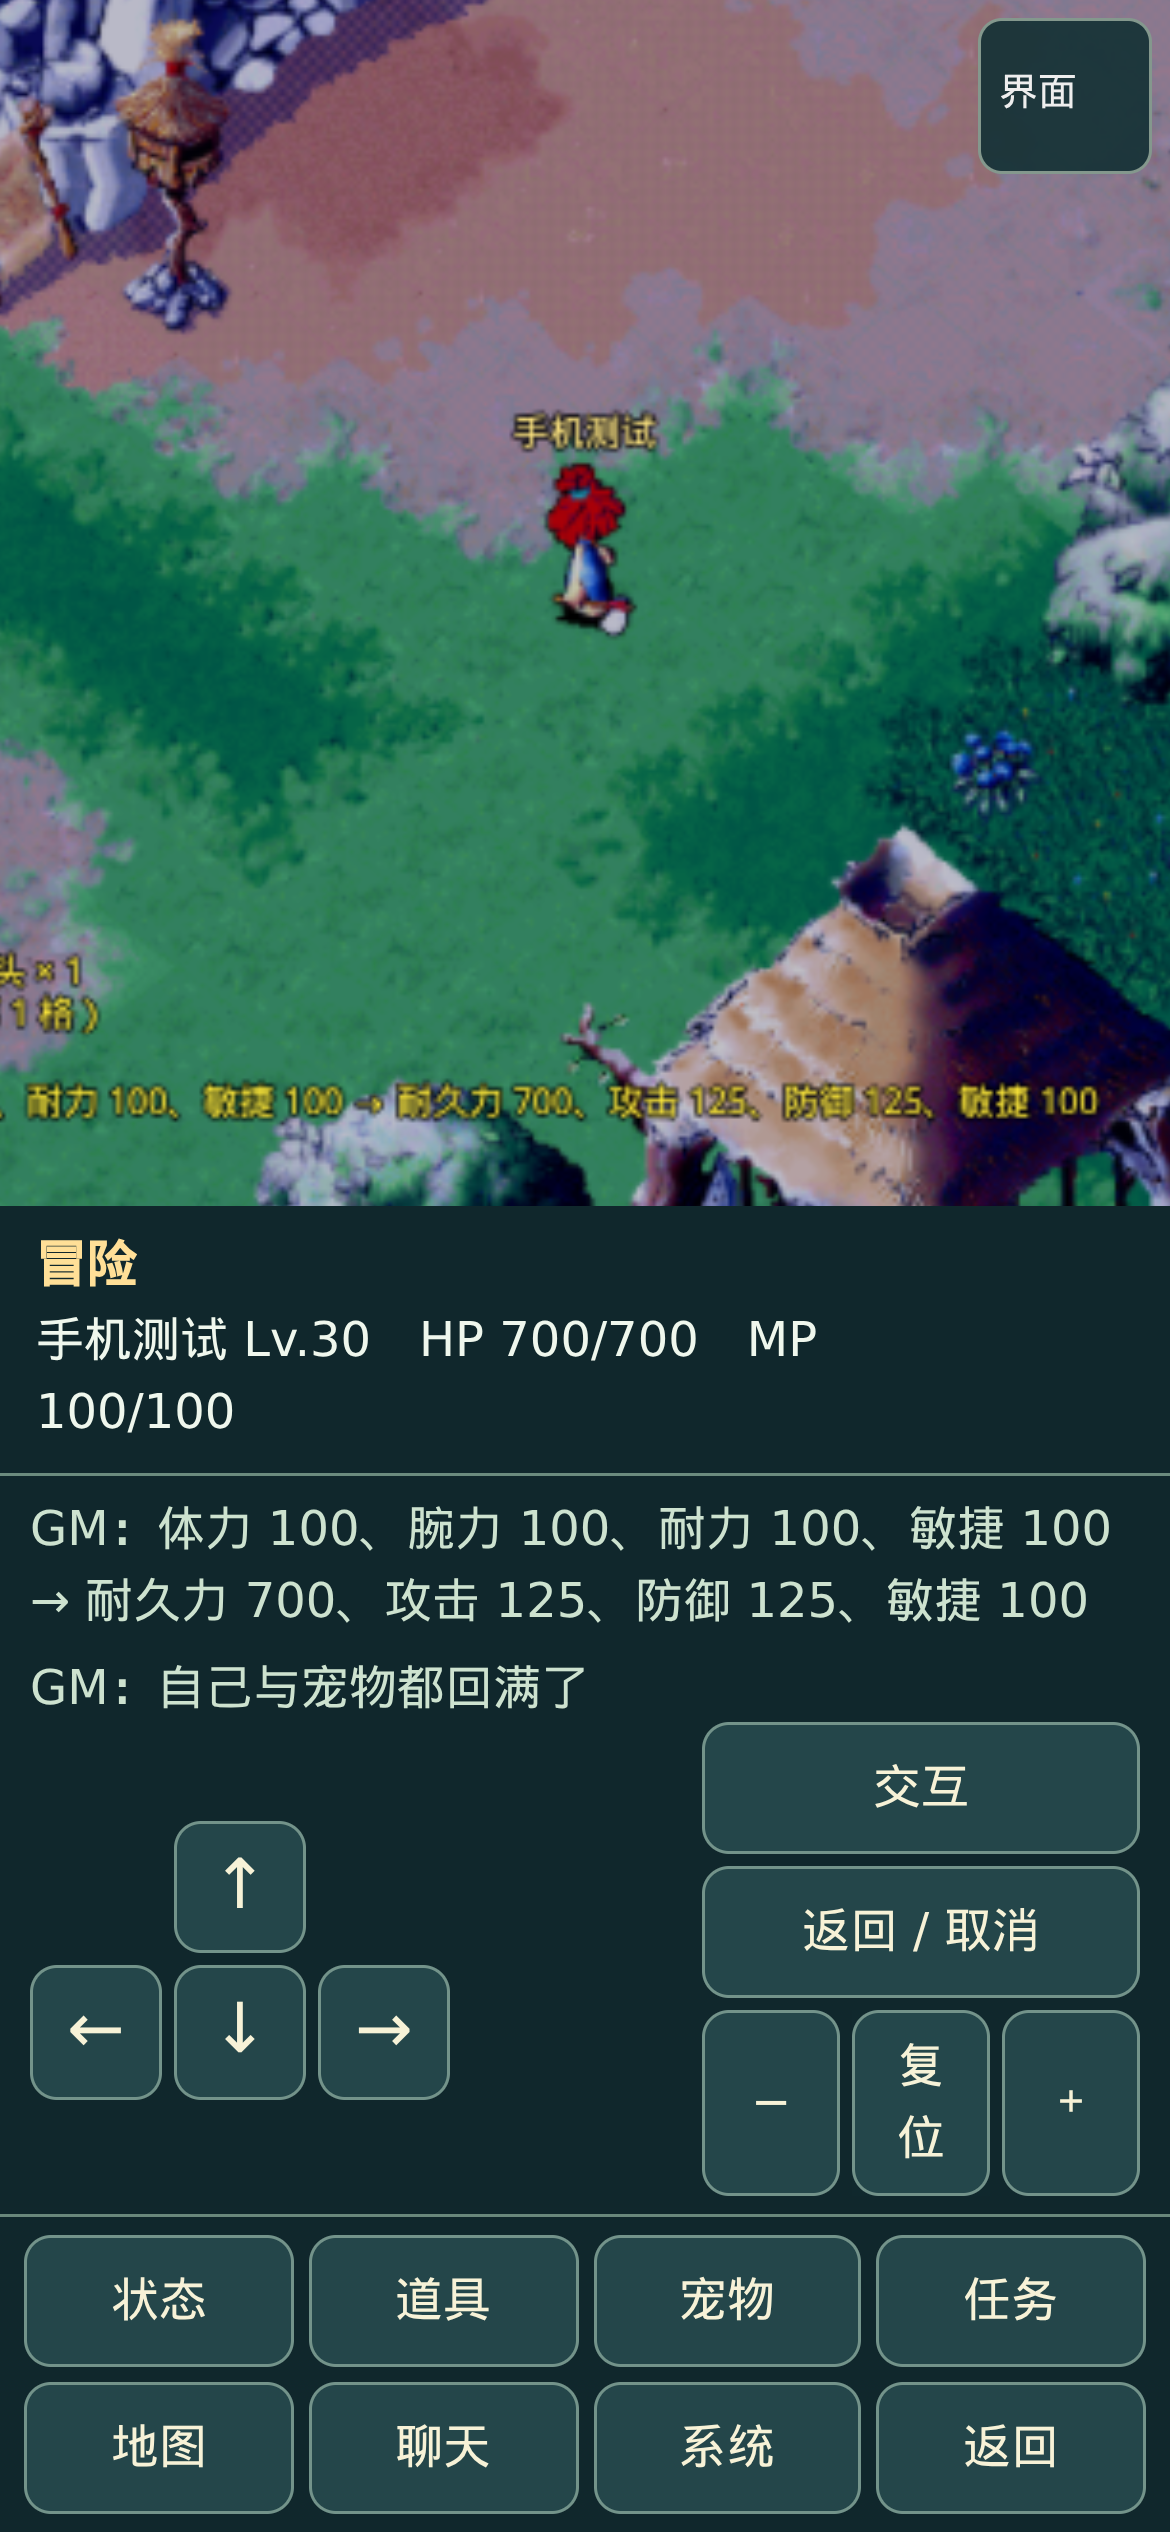 界面
手机测试
头×1
1格)
、耐力 100、敏捷 100 → 耐久力 700、攻击 125、防御 125、敏捷 100
冒险
手机测试 Lv.30 HP 700/700 MP
100/100
GM：体力 100、腕力 100、耐力 100、敏捷 100
→ 耐久力 700、攻击 125、防御 125、敏捷 100
GM：自己与宠物都回满了
交互
返回 / 取消
↑
← ↓ →
− 复位 +
状态 道具 宠物 任务
地图 聊天 系统 返回